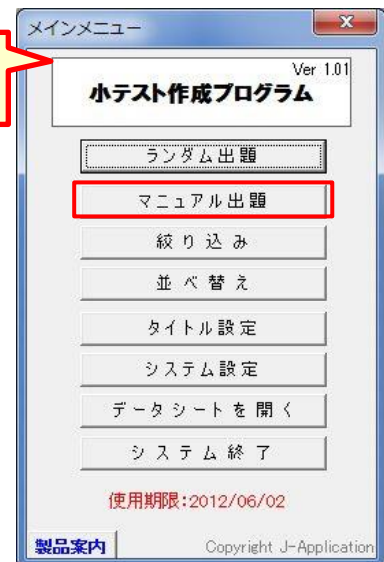 メインメニュー
Ver 1.01
小テスト作成プログラム
ランダム出題
マニュアル出題
絞り込み
並べ替え
タイトル設定
システム設定
データシートを開く
システム終了
使用期限:2012/06/02
製品案内
Copyright J-Application